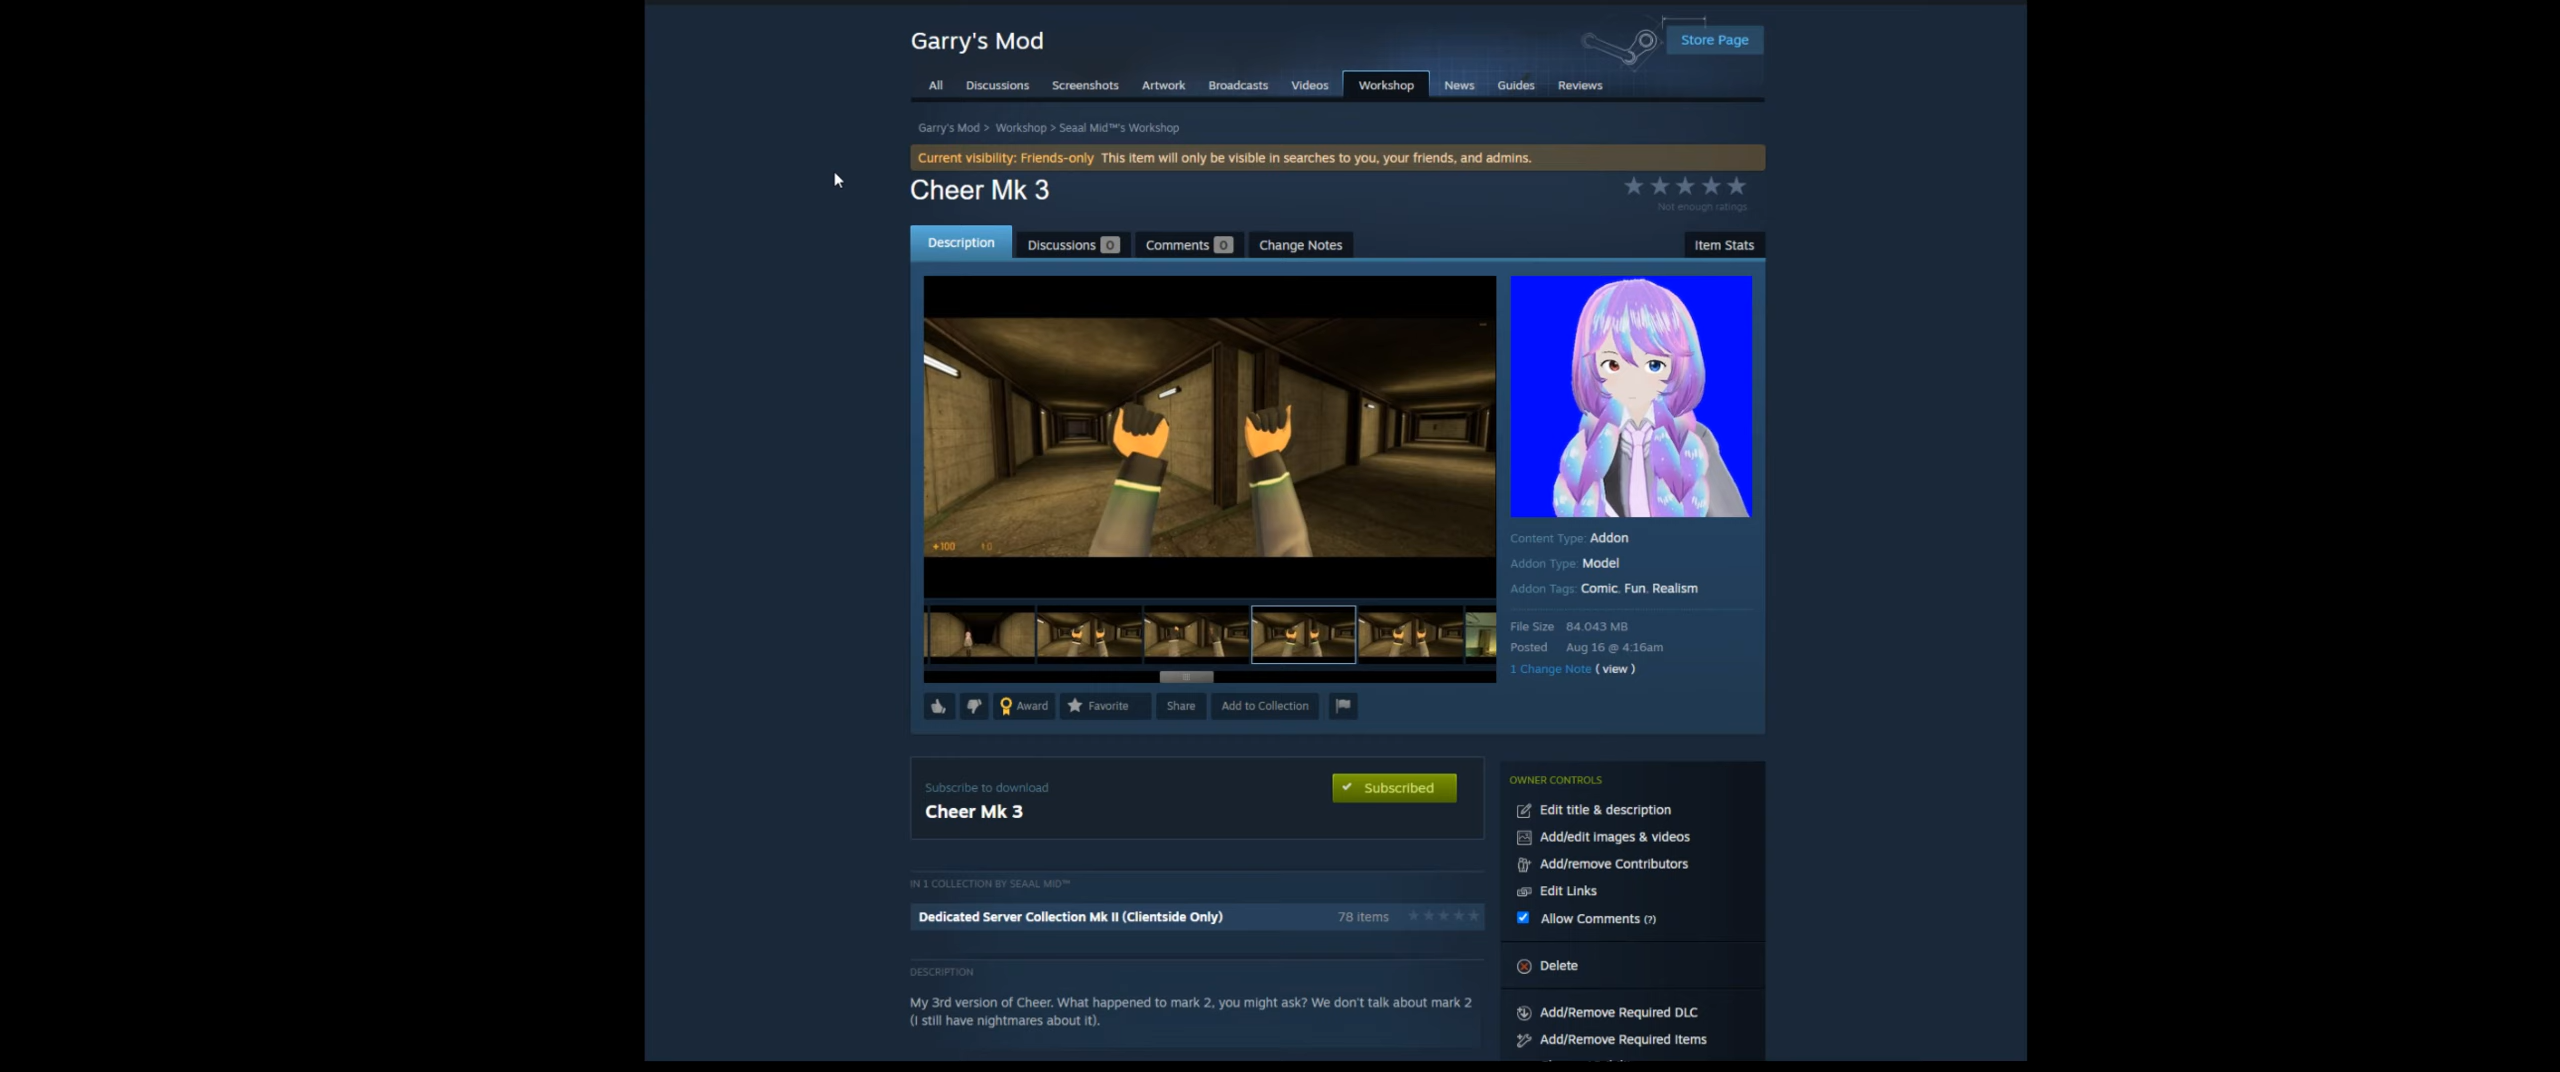 Garry's Mod
Store Page
All Discussions Screenshots Artwork Broadcasts Videos Workshop News Guides Reviews
Garry's Mod > Workshop > Seaal Mid™'s Workshop
Current visibility: Friends-only This item will only be visible in searches to you, your friends, and admins.
Cheer Mk 3
Not enough ratings
Description Discussions 0 Comments 0 Change Notes Item Stats
+100
Content Type: Addon
Addon Type: Model
Addon Tags: Comic, Fun, Realism
File Size 84.043 MB
Posted Aug 16 @ 4:16am
1 Change Note ( view )
Award Favorite Share Add to Collection
Subscribe to download
Cheer Mk 3
Subscribed
IN 1 COLLECTION BY SEAAL MID™
Dedicated Server Collection Mk II (Clientside Only) 78 items
DESCRIPTION
My 3rd version of Cheer. What happened to mark 2, you might ask? We don't talk about mark 2
(I still have nightmares about it).
OWNER CONTROLS
Edit title & description
Add/edit images & videos
Add/remove Contributors
Edit Links
Allow Comments (?)
Delete
Add/Remove Required DLC
Add/Remove Required Items